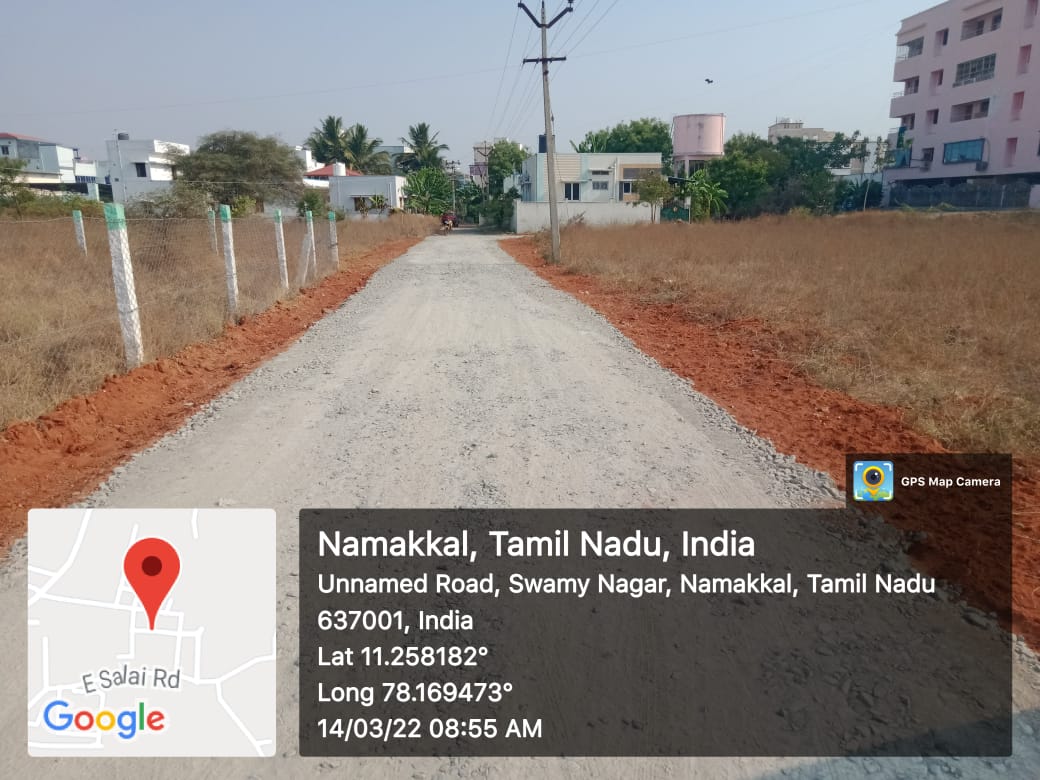 GPS Map Camera
Namakkal, Tamil Nadu, India
Unnamed Road, Swamy Nagar, Namakkal, Tamil Nadu
637001, India
Lat 11.258182°
Long 78.169473°
14/03/22 08:55 AM
E Salai Rd
Google